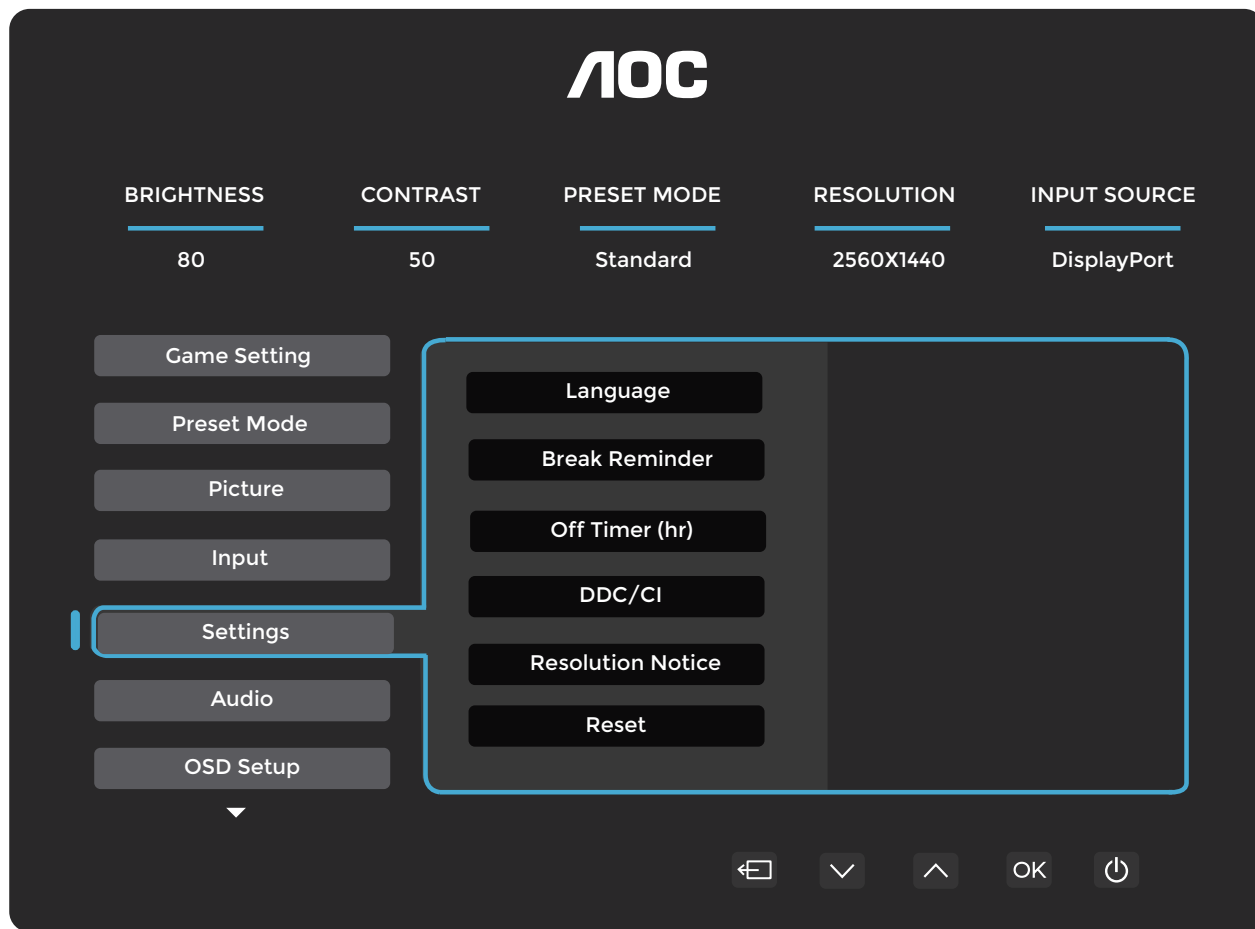 AOC
BRIGHTNESS CONTRAST PRESET MODE RESOLUTION INPUT SOURCE
80 50 Standard 2560X1440 DisplayPort
Game Setting
Preset Mode
Picture
Input
Settings
Audio
OSD Setup
Language
Break Reminder
Off Timer (hr)
DDC/CI
Resolution Notice
Reset
OK